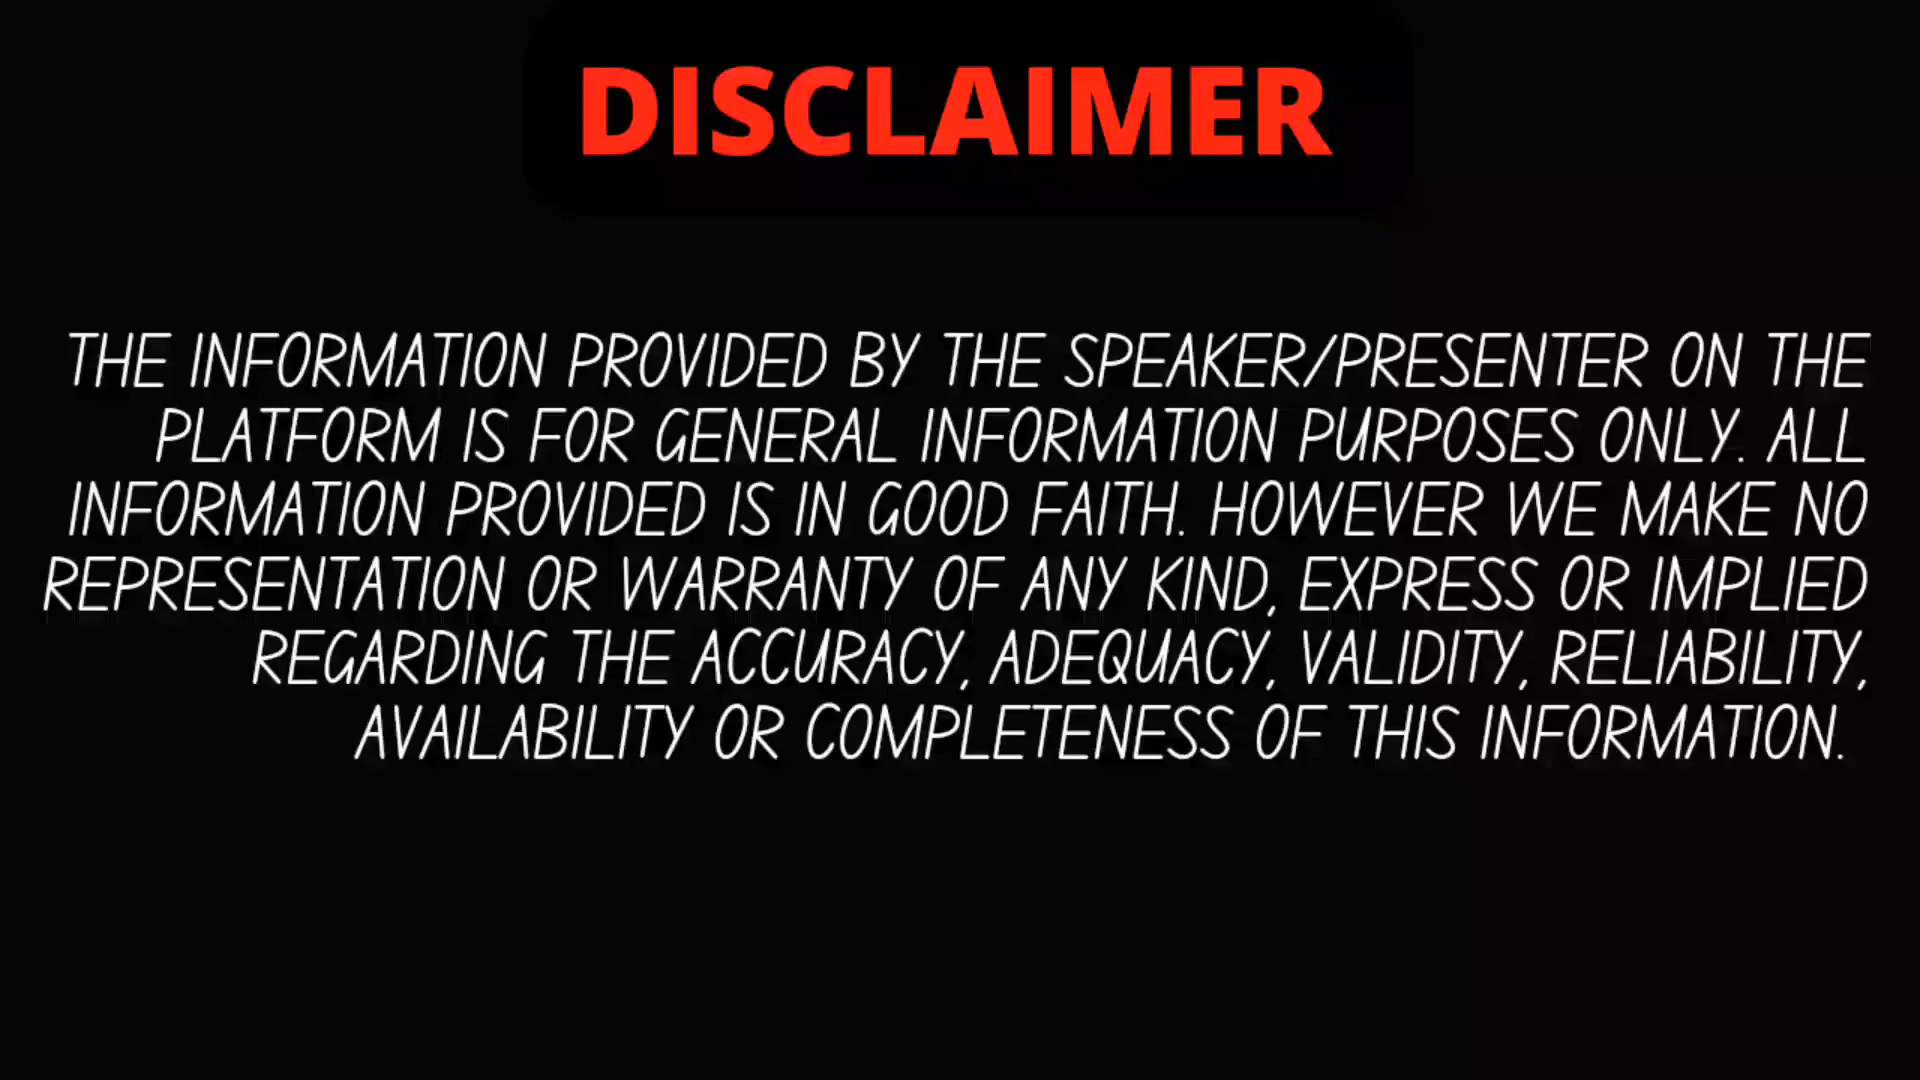 DISCLAIMER
THE INFORMATION PROVIDED BY THE SPEAKER/PRESENTER ON THE
PLATFORM IS FOR GENERAL INFORMATION PURPOSES ONLY. ALL
INFORMATION PROVIDED IS IN GOOD FAITH. HOWEVER WE MAKE NO
REPRESENTATION OR WARRANTY OF ANY KIND, EXPRESS OR IMPLIED
REGARDING THE ACCURACY, ADEQUACY, VALIDITY, RELIABILITY,
AVAILABILITY OR COMPLETENESS OF THIS INFORMATION.